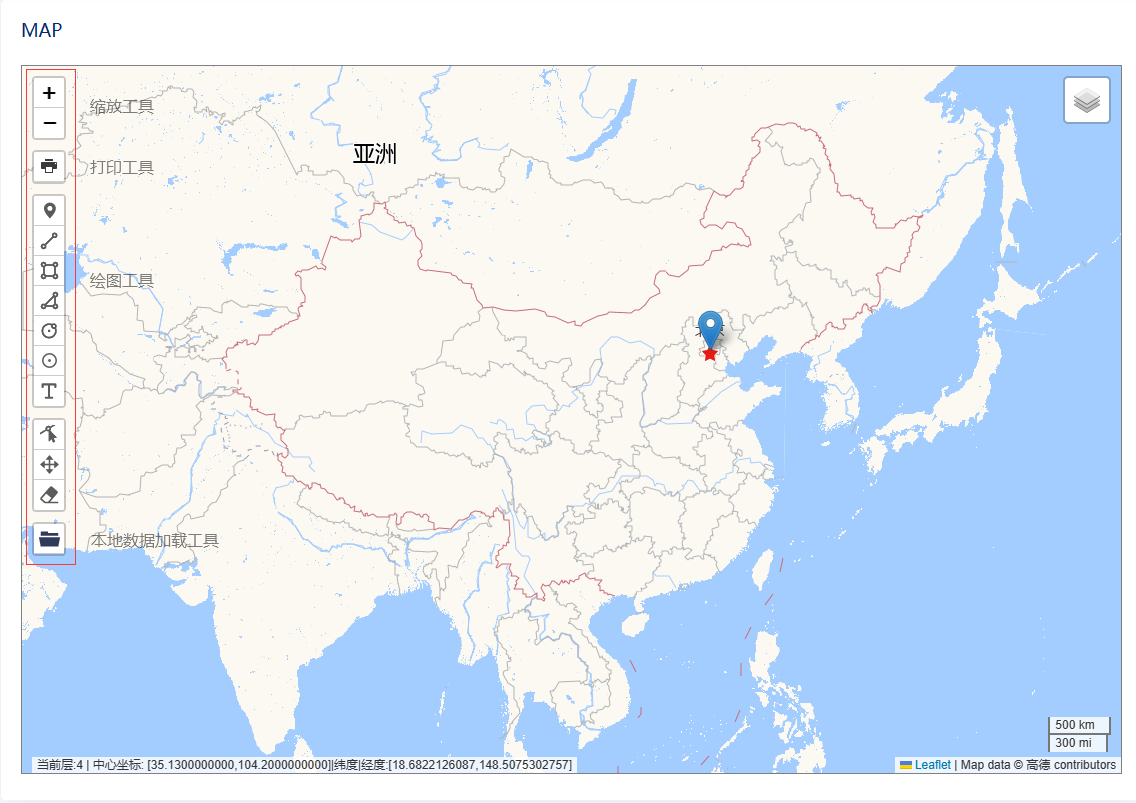 MAP
+
缩放工具
−
亚洲
打印工具
绘图工具
T
本地数据加载工具
500 km
300 mi
当前层:4 | 中心坐标: [35.1300000000,104.2000000000]|纬度|经度:[18.6822126087,148.5075302757]
Leaflet | Map data © 高德 contributors